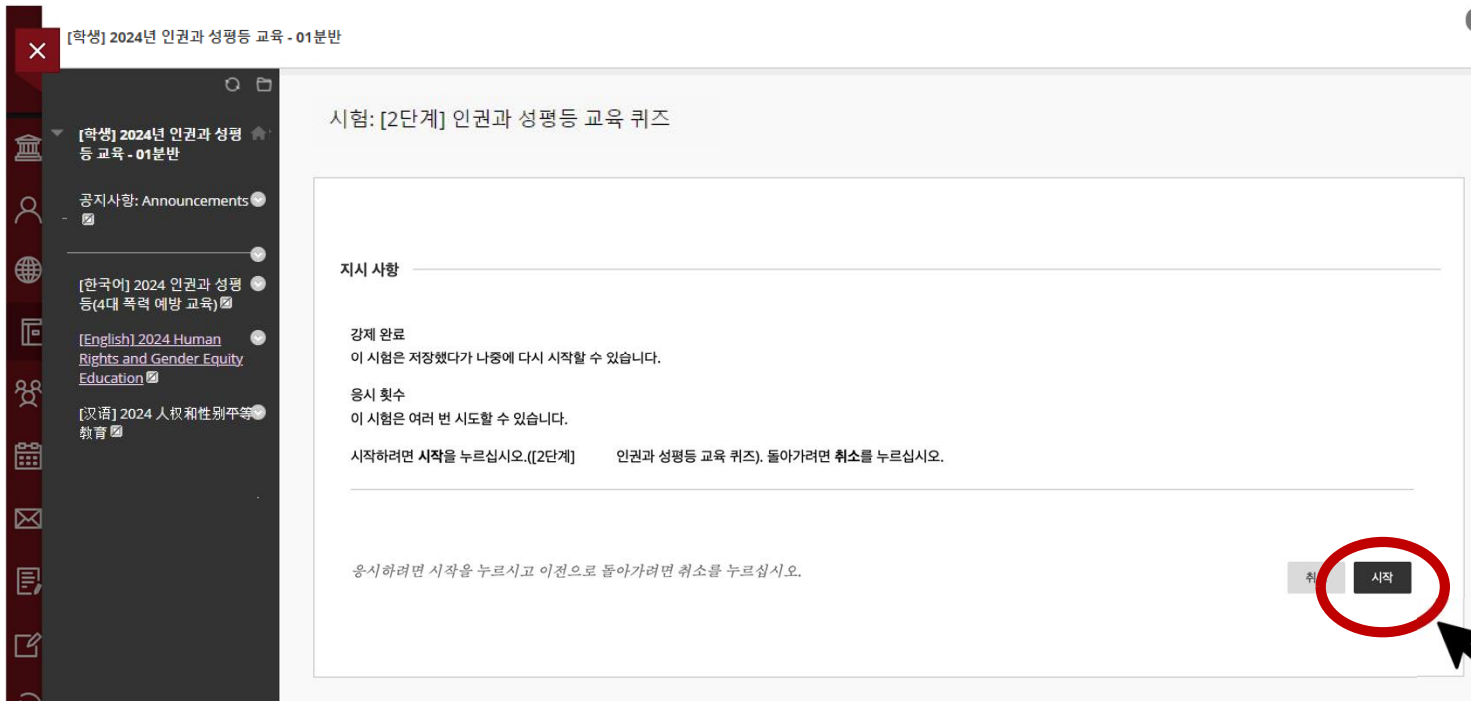 [학생] 2024년 인권과 성평등 교육 - 01분반
[학생] 2024년 인권과 성평
등 교육 - 01분반
공지사항: Announcements
[한국어] 2024 인권과 성평
등(4대 폭력 예방 교육)
[English] 2024 Human
Rights and Gender Equity
Education
[汉语] 2024 人权和性别平等
教育
시험: [2단계] 인권과 성평등 교육 퀴즈
지시 사항
강제 완료
이 시험은 저장했다가 나중에 다시 시작할 수 있습니다.
응시 횟수
이 시험은 여러 번 시도할 수 있습니다.
시작하려면 시작을 누르십시오.([2단계] 인권과 성평등 교육 퀴즈). 돌아가려면 취소를 누르십시오.
응시하려면 시작을 누르시고 이전으로 돌아가려면 취소를 누르십시오.
시작